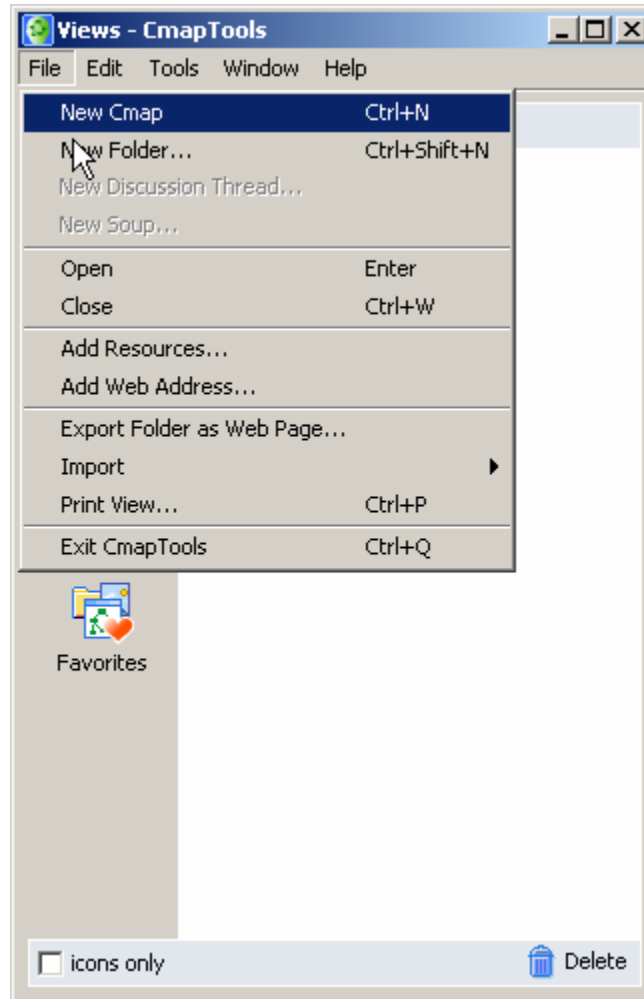 Views - CmapTools
File Edit Tools Window Help
New Cmap Ctrl+N
New Folder... Ctrl+Shift+N
New Discussion Thread...
New Soup...
Open Enter
Close Ctrl+W
Add Resources...
Add Web Address...
Export Folder as Web Page...
Import
Print View... Ctrl+P
Exit CmapTools Ctrl+Q
Favorites
icons only Delete